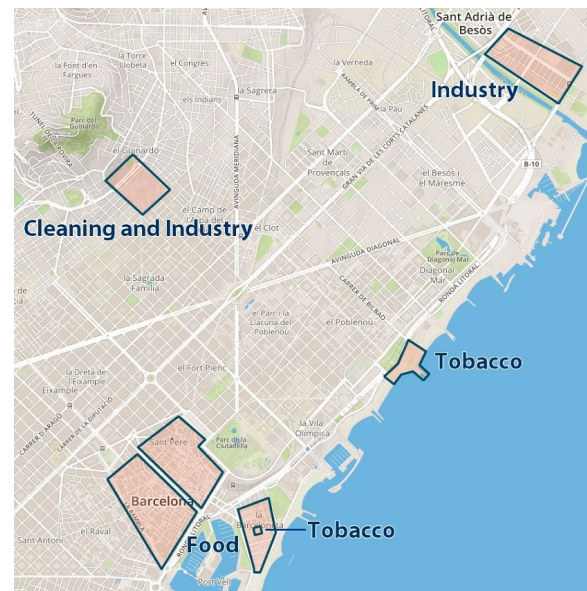 Sant Adrià de
Besòs
la Font d'en
Fargues
la Torre
Llobeta
el Congrés
la Verneda
Industry
la Sagrera
RAMBLA DE PRIM
la Pau
els Indians
Parc del
Guinardó
TÚNEL DE LA ROVIRA
el Guinardó
AVINGUDA MERIDIANA
Sant Martí
de
Provençals
GRAN VIA DE LES CORTS CATALANES
B-10
el Besòs i
el Maresme
el Camp de
Cleaning and Industry
el Clot
AVINGUDA DIAGONAL
Parc de
Diagonal
Mar
Diagonal
Mar
RONDA LITORAL
la Sagrada
Família
CARRER DE BILBAO
el Parc i la
Llacuna del
Poblenou
el Poblenou
el Fort Pienc
Tobacco
la Dreta de
l'Eixample
Eixample
CARRER D'ARAGÓ
CARRER DE LA DIPUTACIÓ
la Vila
Olímpica
Sant Pere
Parc de la
Ciutadella
Barcelona
LA RAMBLA
el Raval
RONDA LITORAL
la
Barceloneta
Tobacco
Sant Antoni
Food
Port Vell